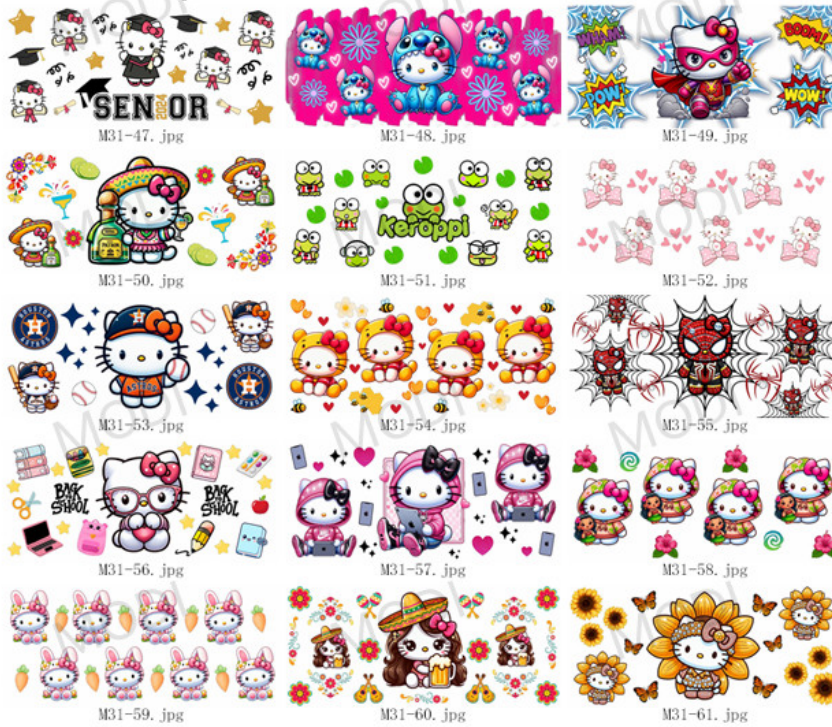 SENIOR
2024
M31-47. jpg
M31-48. jpg
WHAM!
BOOM!
POW
WOW!
M31-49. jpg
M31-50. jpg
Keroppi
M31-51. jpg
M31-52. jpg
HOUSTON
ASTROS
H
HOUSTON
ASTROS
M31-53. jpg
M31-54. jpg
M31-55. jpg
BACK
to
SCHOOL
BACK
to
SCHOOL
M31-56. jpg
M31-57. jpg
M31-58. jpg
M31-59. jpg
M31-60. jpg
M31-61. jpg
MODI